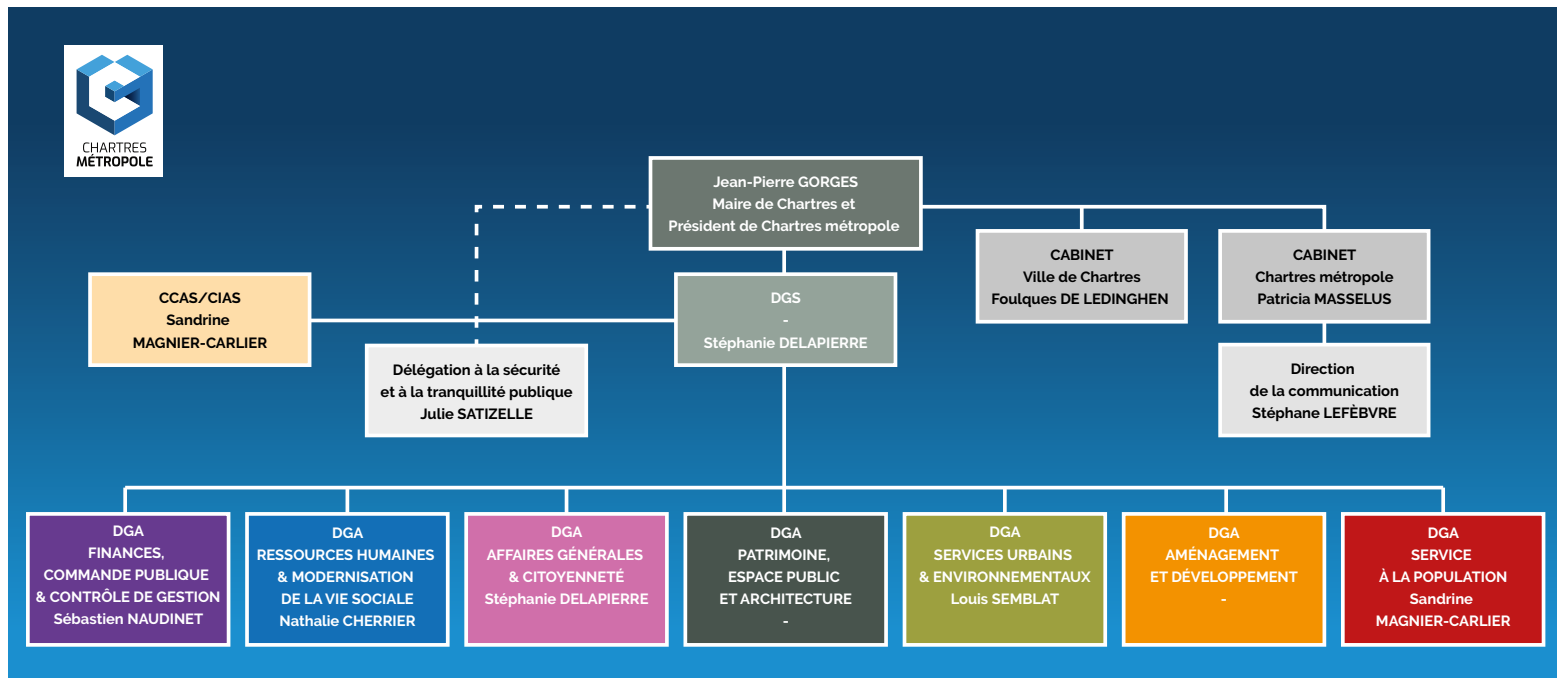 CHARTRES
MÉTROPOLE
Jean-Pierre GORGES
Maire de Chartres et
Président de Chartres métropole
CABINET
Ville de Chartres
Foulques DE LEDINGHEN
CABINET
Chartres métropole
Patricia MASSELUS
CCAS/CIAS
Sandrine
MAGNIER-CARLIER
DGS
-
Stéphanie DELAPIERRE
Délégation à la sécurité
et à la tranquillité publique
Julie SATIZELLE
Direction
de la communication
Stéphane LEFÈBVRE
DGA
FINANCES,
COMMANDE PUBLIQUE
& CONTRÔLE DE GESTION
Sébastien NAUDINET
DGA
RESSOURCES HUMAINES
& MODERNISATION
DE LA VIE SOCIALE
Nathalie CHERRIER
DGA
AFFAIRES GÉNÉRALES
& CITOYENNETÉ
Stéphanie DELAPIERRE
DGA
PATRIMOINE,
ESPACE PUBLIC
ET ARCHITECTURE
-
DGA
SERVICES URBAINS
& ENVIRONNEMENTAUX
Louis SEMBLAT
DGA
AMÉNAGEMENT
ET DÉVELOPPEMENT
-
DGA
SERVICE
À LA POPULATION
Sandrine
MAGNIER-CARLIER